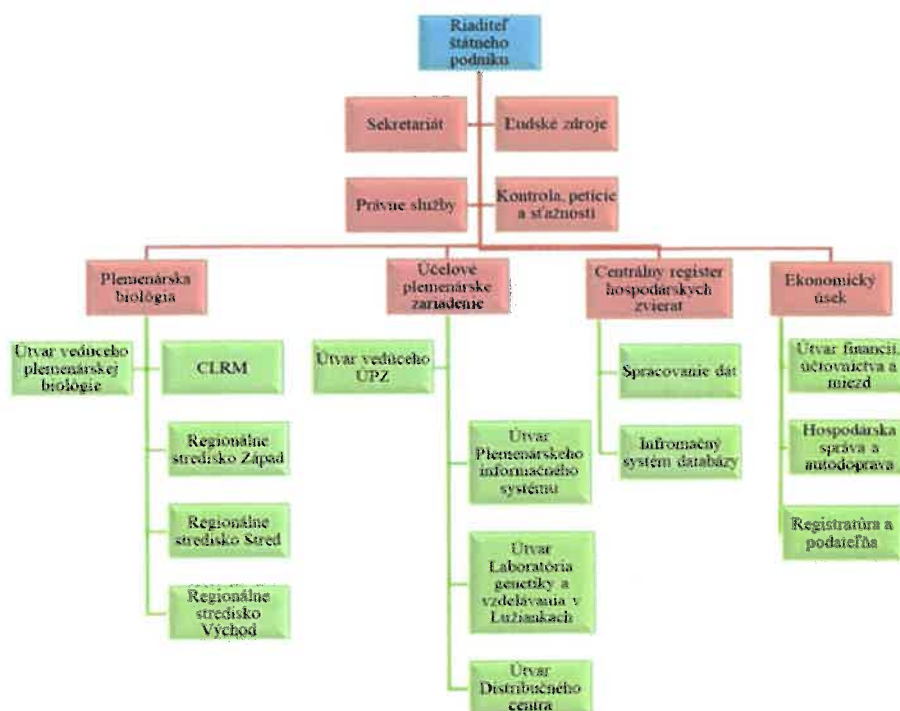 Riaditeľ
štátneho
podniku
Sekretariát
Ľudské zdroje
Právne služby
Kontrola, petície
a sťažnosti
Plemenárska
biológia
Účelové
plemenárske
zariadenie
Centrálny register
hospodárskych
zvierat
Ekonomický
úsek
Útvar vedúceho
plemenárskej
biológie
CLRM
Regionálne
stredisko Západ
Regionálne
stredisko Stred
Regionálne
stredisko
Východ
Útvar vedúceho
ÚPZ
Útvar
Plemenárskeho
informačného
systému
Útvar
Laboratória
genetiky a
vzdelávania v
Lužiankach
Útvar
Distribučného
centra
Spracovanie dát
Infromačný
systém databázy
Útvar financií,
účtovníctva a
miezd
Hospodárska
správa a
autodoprava
Registratúra a
podateľňa